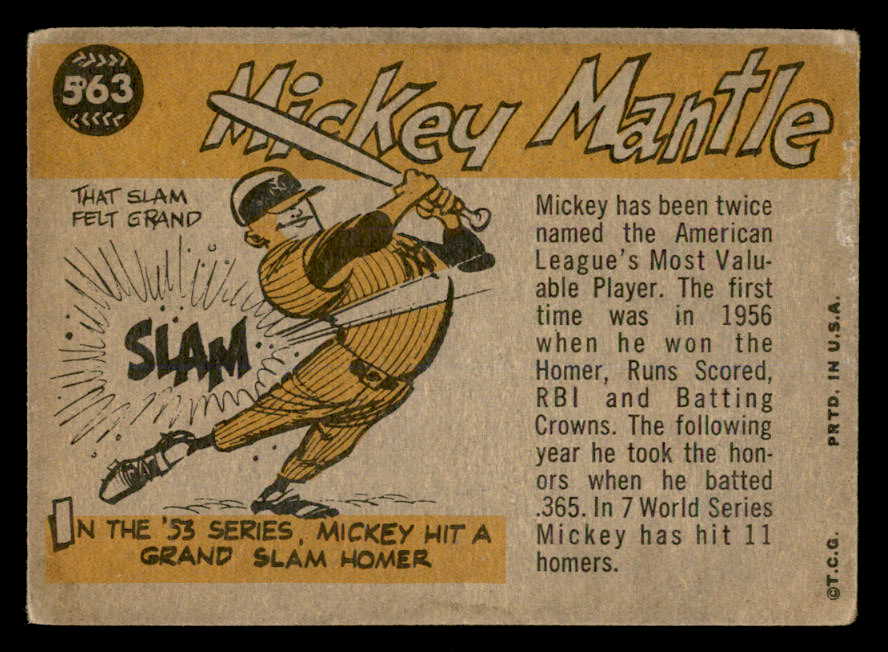 563
Mickey Mantle
THAT SLAM
FELT GRAND
SLAM
IN THE '53 SERIES, MICKEY HIT A
GRAND SLAM HOMER
Mickey has been twice
named the American
League's Most Valu-
able Player. The first
time was in 1956
when he won the
Homer, Runs Scored,
RBI and Batting
Crowns. The following
year he took the hon-
ors when he batted
.365. In 7 World Series
Mickey has hit 11
homers.
©T.C.G. PRTD. IN U.S.A.